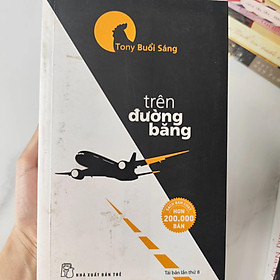 Tony Buổi Sáng
trên
đường
băng
HƠN
200.000
BẢN
Tái bản lần thứ 8
NHÀ XUẤT BẢN TRẺ